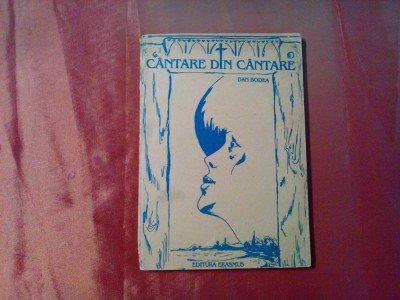 CÂNTARE DIN CÂNTARE
DAN BODEA
EDITURA ERASMUS